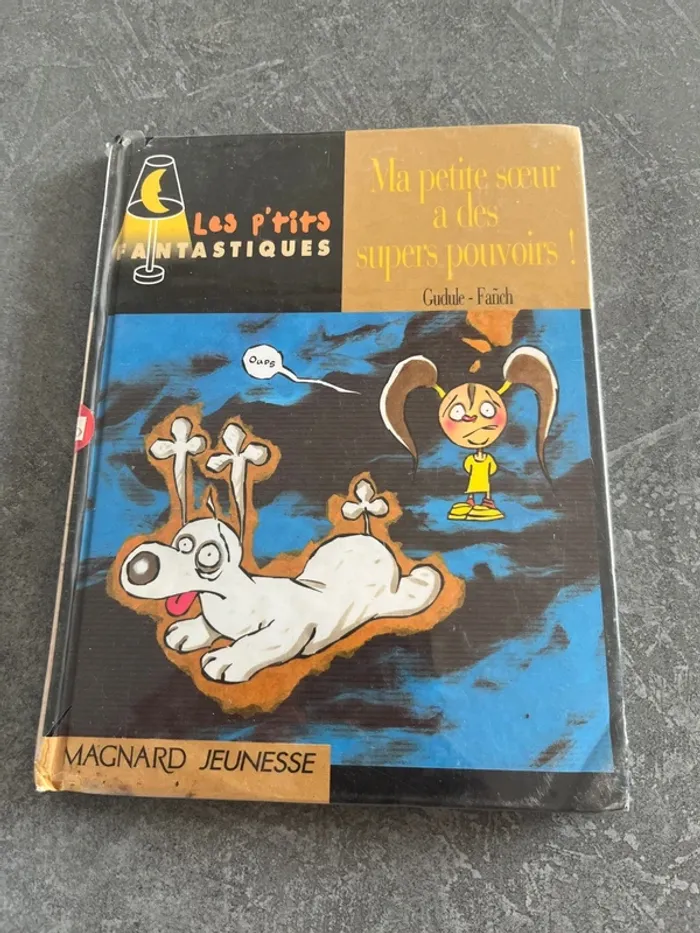 Les p'tits
FANTASTIQUES
Ma petite sœur
a des
supers pouvoirs !
Gudule - Fañch
Oups
MAGNARD JEUNESSE